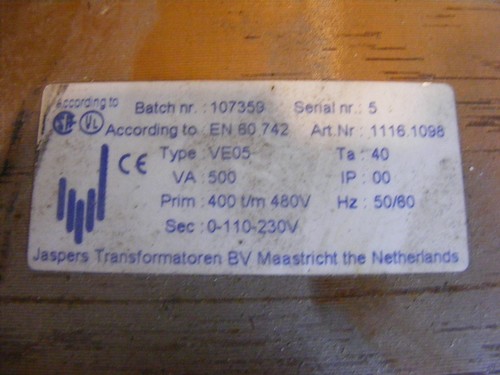 According to
Batch nr.: 107359 Serial nr.: 5
According to: EN 60 742 Art.Nr: 1116.1098
Type: VE05- Ta: 40
VA: 500 IP: 00
Prim: 400 t/m 480V Hz: 50/60
Sec: 0-110-230V
Jaspers Transformatoren BV Maastricht the Netherlands